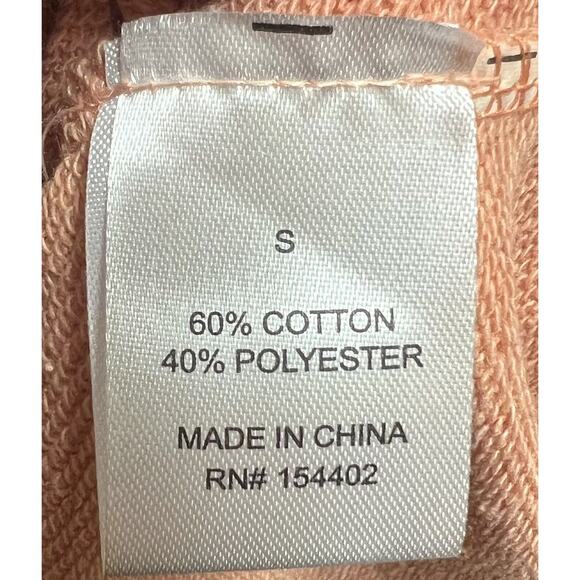 S
60% COTTON
40% POLYESTER
MADE IN CHINA
RN# 154402